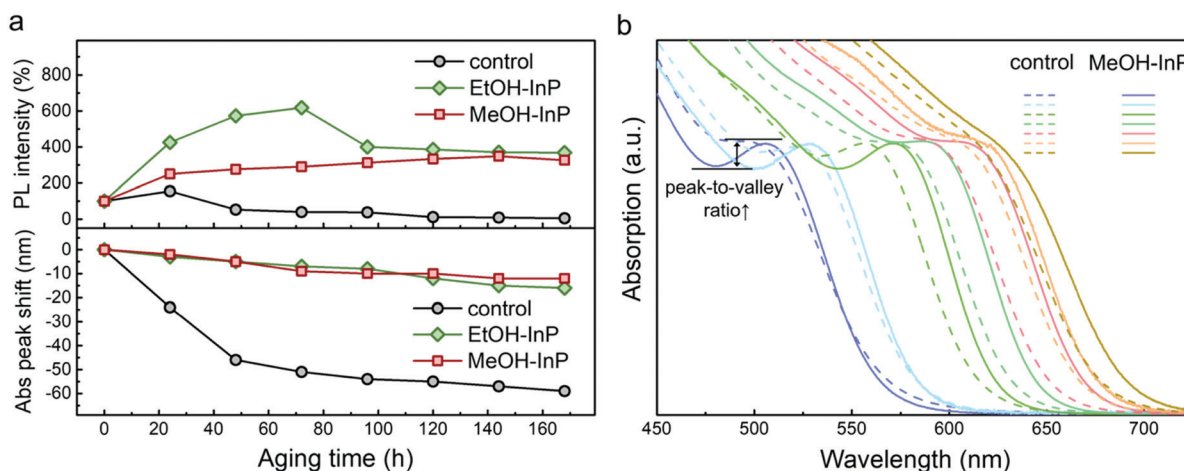 a
PL intensity (%)
800
600
400
200
0
control
EtOH-InP
MeOH-InP
Abs peak shift (nm)
0
-10
-20
-30
-40
-50
-60
control
EtOH-InP
MeOH-InP
0 20 40 60 80 100 120 140 160
Aging time (h)
b
Absorption (a.u.)
control MeOH-InP
peak-to-valley
ratio↑
450 500 550 600 650 700
Wavelength (nm)